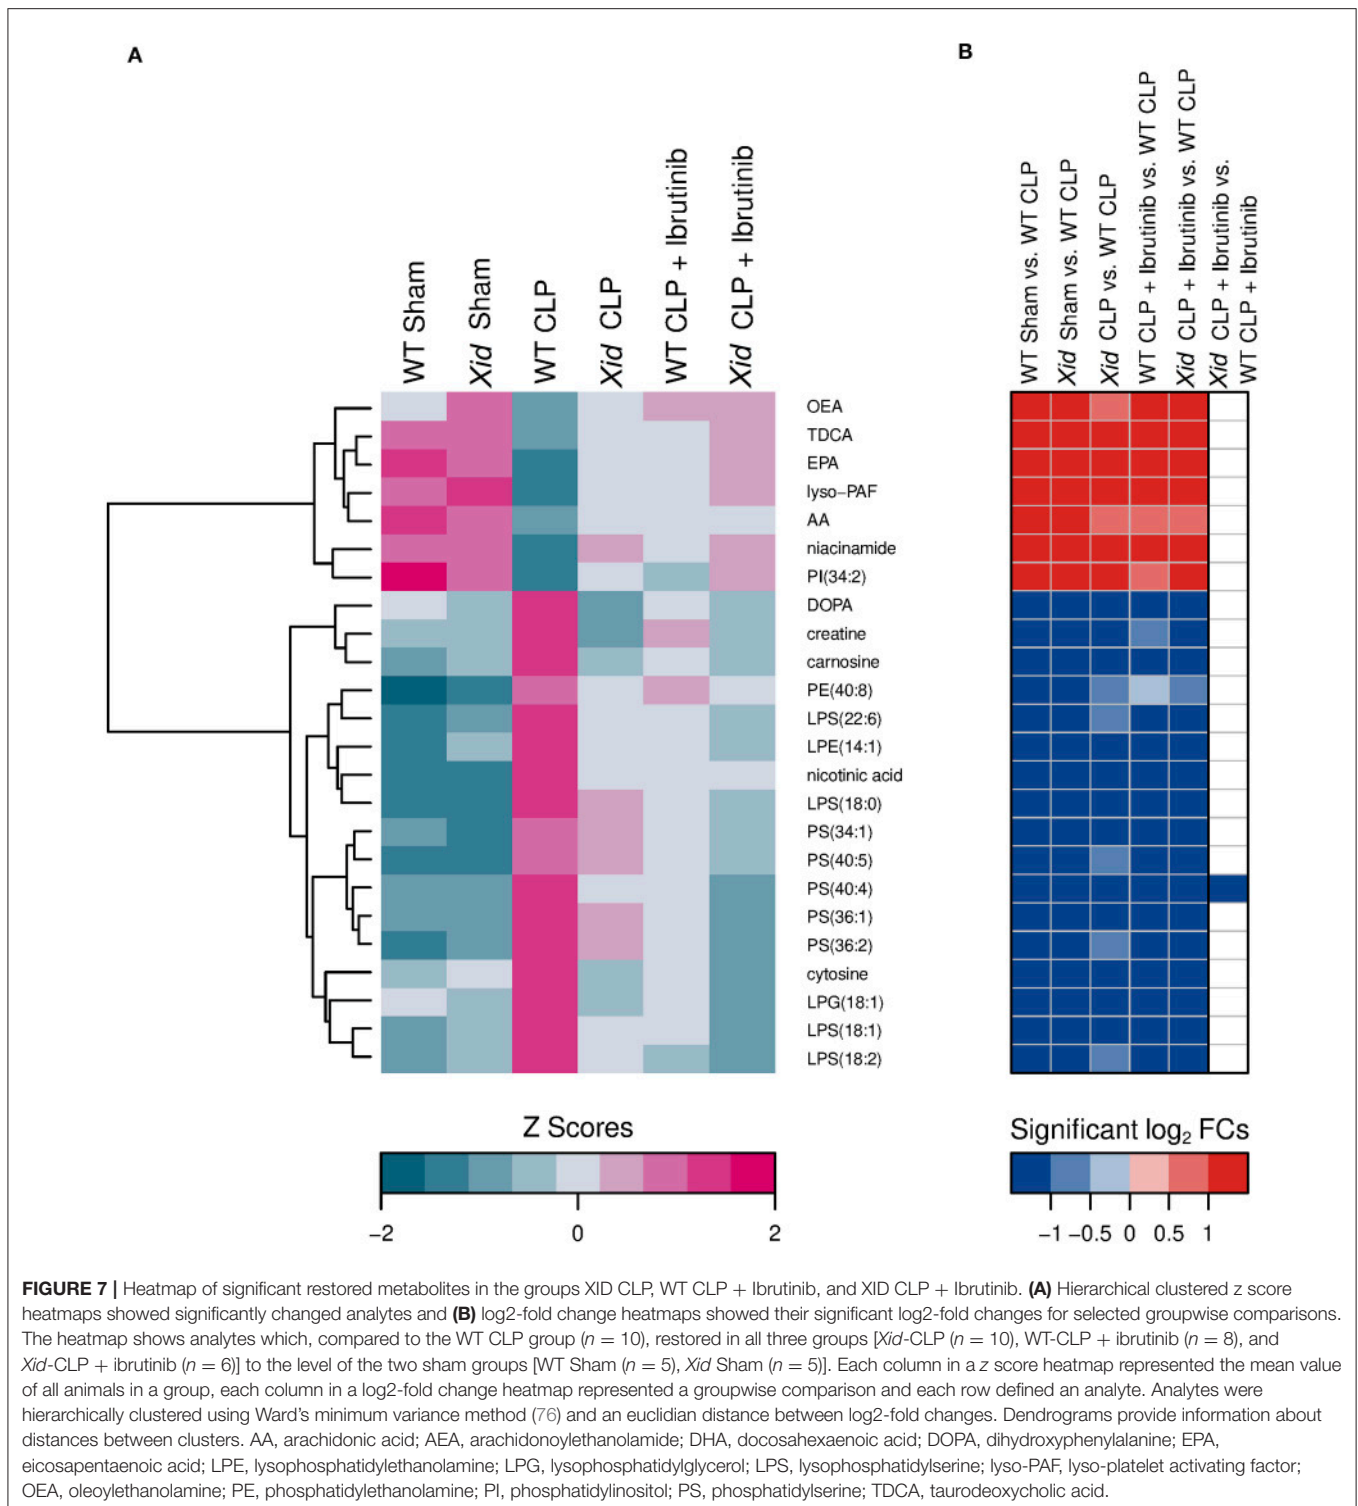 A
B
WT Sham
Xid Sham
WT CLP
Xid CLP
WT CLP + Ibrutinib
Xid CLP + Ibrutinib
WT Sham vs. WT CLP
Xid Sham vs. WT CLP
Xid CLP vs. WT CLP
WT CLP + Ibrutinib vs. WT CLP
Xid CLP + Ibrutinib vs. WT CLP
Xid CLP + Ibrutinib vs.
WT CLP + Ibrutinib
OEA
TDCA
EPA
lyso−PAF
AA
niacinamide
PI(34:2)
DOPA
creatine
carnosine
PE(40:8)
LPS(22:6)
LPE(14:1)
nicotinic acid
LPS(18:0)
PS(34:1)
PS(40:5)
PS(40:4)
PS(36:1)
PS(36:2)
cytosine
LPG(18:1)
LPS(18:1)
LPS(18:2)
Z Scores
−2 0 2
Significant log₂ FCs
−1 −0.5 0 0.5 1
FIGURE 7 | Heatmap of significant restored metabolites in the groups XID CLP, WT CLP + Ibrutinib, and XID CLP + Ibrutinib. (A) Hierarchical clustered z score
heatmaps showed significantly changed analytes and (B) log2-fold change heatmaps showed their significant log2-fold changes for selected groupwise comparisons.
The heatmap shows analytes which, compared to the WT CLP group (n = 10), restored in all three groups [Xid-CLP (n = 10), WT-CLP + ibrutinib (n = 8), and
Xid-CLP + ibrutinib (n = 6)] to the level of the two sham groups [WT Sham (n = 5), Xid Sham (n = 5)]. Each column in a z score heatmap represented the mean value
of all animals in a group, each column in a log2-fold change heatmap represented a groupwise comparison and each row defined an analyte. Analytes were
hierarchically clustered using Ward's minimum variance method (76) and an euclidian distance between log2-fold changes. Dendrograms provide information about
distances between clusters. AA, arachidonic acid; AEA, arachidonoylethanolamide; DHA, docosahexaenoic acid; DOPA, dihydroxyphenylalanine; EPA,
eicosapentaenoic acid; LPE, lysophosphatidylethanolamine; LPG, lysophosphatidylglycerol; LPS, lysophosphatidylserine; lyso-PAF, lyso-platelet activating factor;
OEA, oleoylethanolamine; PE, phosphatidylethanolamine; PI, phosphatidylinositol; PS, phosphatidylserine; TDCA, taurodeoxycholic acid.